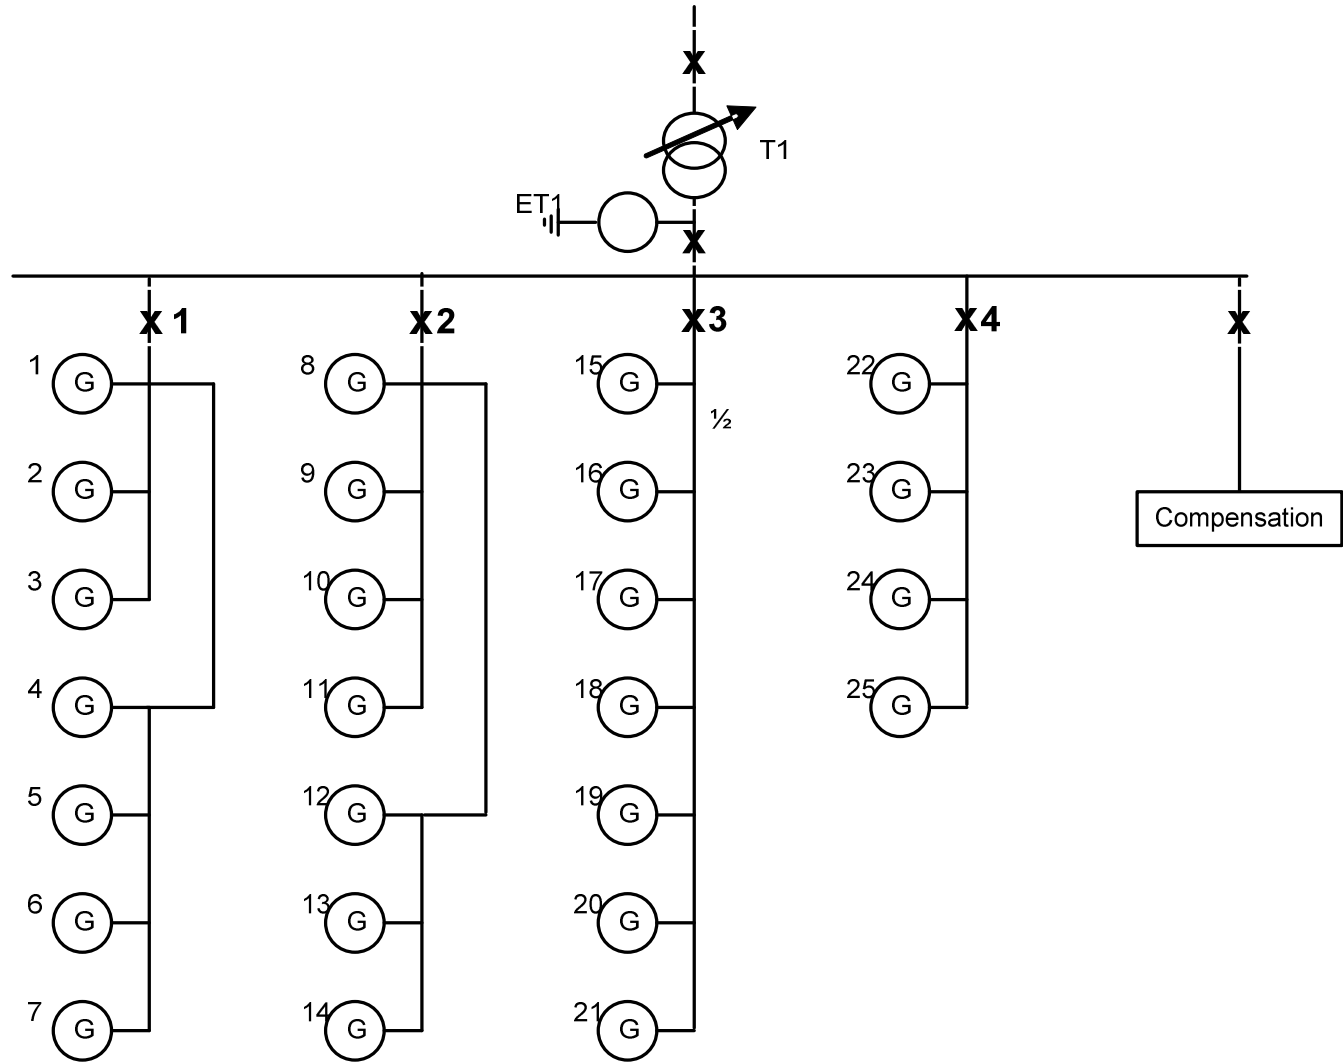 T1
ET1
1
2
3
4
1 G
8 G
15 G
22 G
½
2 G
9 G
16 G
23 G
Compensation
3 G
10 G
17 G
24 G
4 G
11 G
18 G
25 G
5 G
12 G
19 G
6 G
13 G
20 G
7 G
14 G
21 G